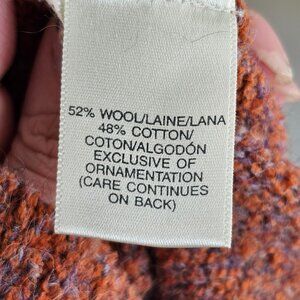 52% WOOL/LAINE/LANA
48% COTTON/
COTON/ALGODÓN
EXCLUSIVE OF
ORNAMENTATION
(CARE CONTINUES
ON BACK)